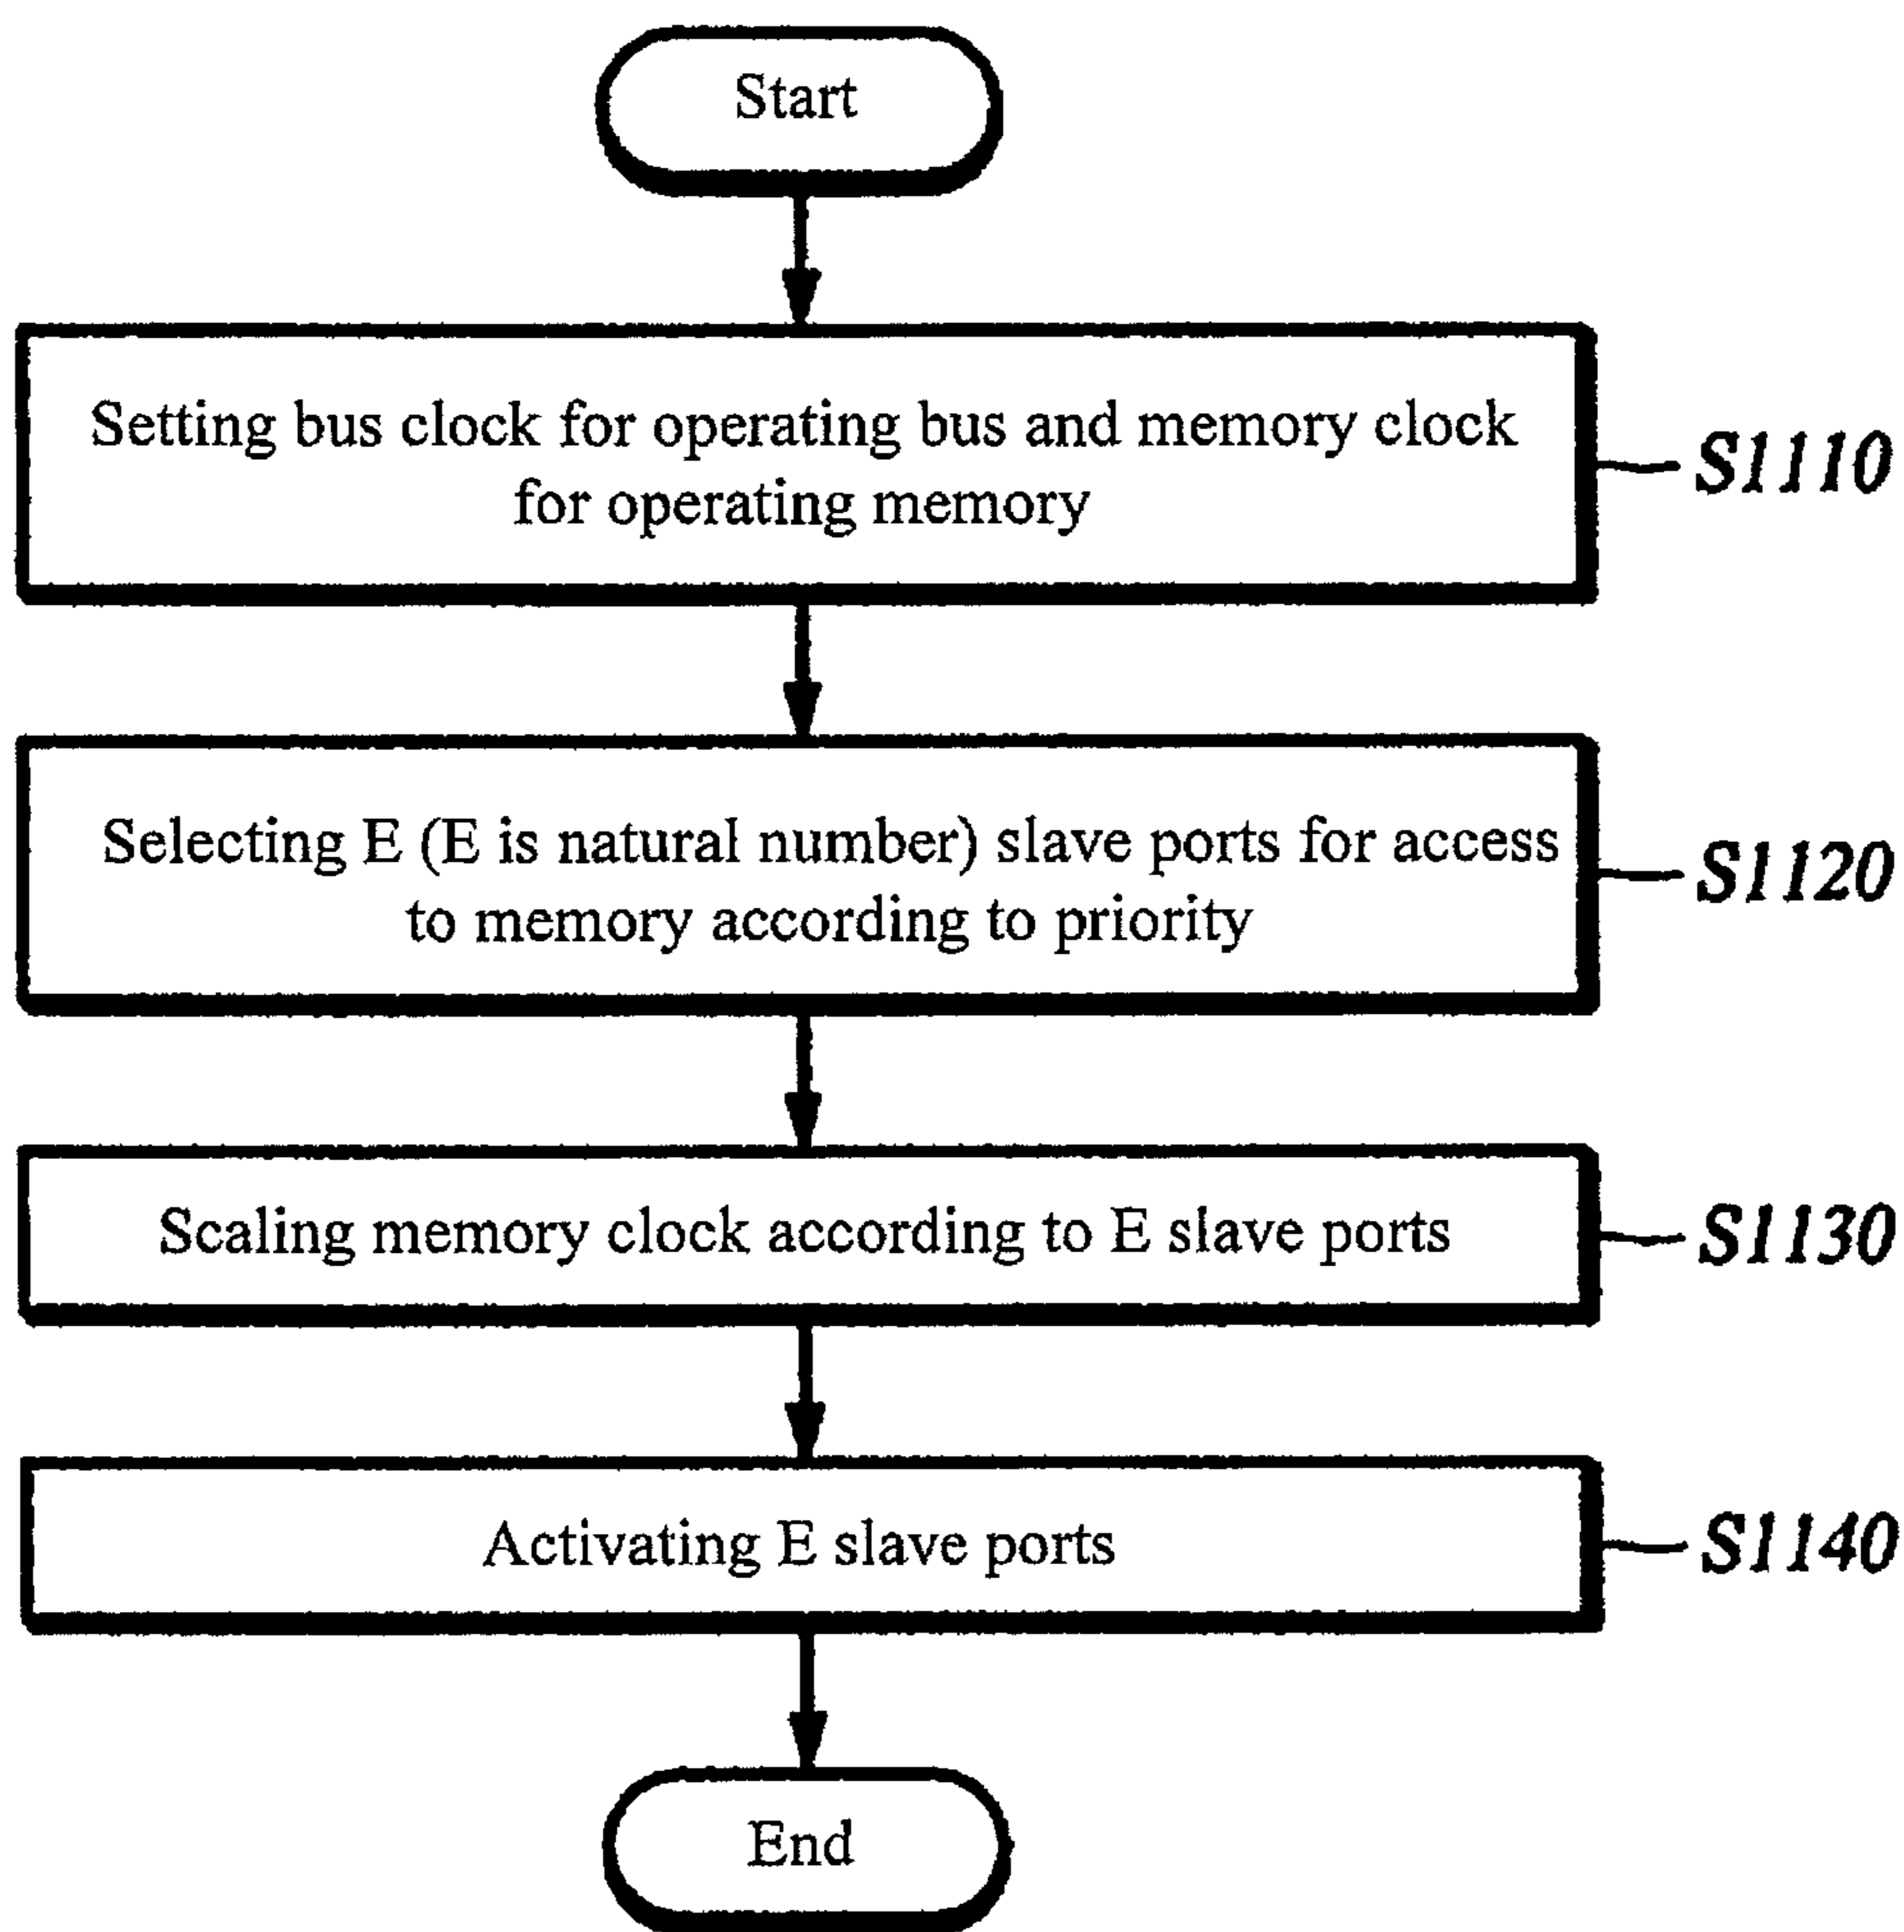 Start
Setting bus clock for operating bus and memory clock
for operating memory
S1110
Selecting E (E is natural number) slave ports for access
to memory according to priority
S1120
Scaling memory clock according to E slave ports
S1130
Activating E slave ports
S1140
End